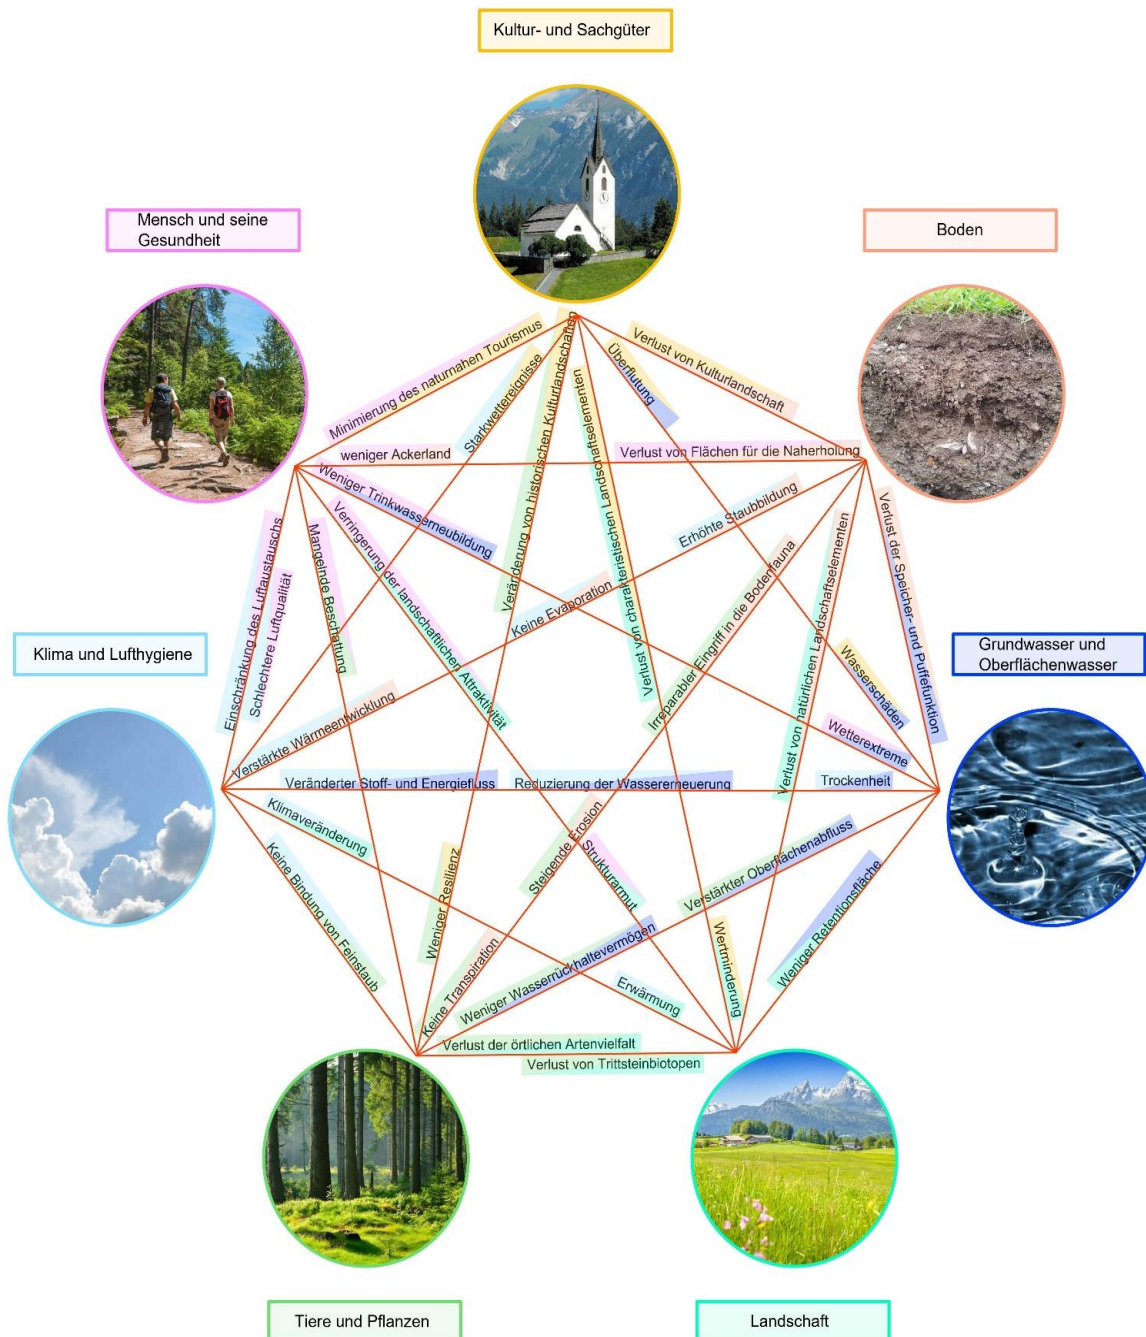 Kultur- und Sachgüter
Mensch und seine
Gesundheit
Boden
Minimierung des naturnahen Tourismus
Starkwettereignisse
Veränderung von historischen Kulturlandschaften
Verlust von charakteristischen Landschaftselementen
Überflutung
Verlust von Kulturlandschaft
weniger Ackerland
Verlust von Flächen für die Naherholung
Weniger Trinkwasserneubildung
Verringerung der landschaftlichen Attraktivität
Mangelnde Beschattung
Einschränkung des Luftaustauschs
Schlechtere Luftqualität
Erhöhte Staubbildung
Keine Evaporation
Irreparabler Eingriff in die Bodenfauna
Verlust von natürlichen Landschaftselementen
Verlust der Speicher- und Puffefunktion
Klima und Lufthygiene
Grundwasser und
Oberflächenwasser
Wasserschäden
Wetterextreme
Verstärkte Wärmeentwicklung
Veränderter Stoff- und Energiefluss
Reduzierung der Wassererneuerung
Trockenheit
Klimaveränderung
Keine Bindung von Feinstaub
Weniger Resilienz
Steigende Erosion
Strukturarmut
Verstärkter Oberflächenabfluss
Weniger Retentionsfläche
Keine Transpiration
Weniger Wasserrückhaltevermögen
Erwärmung
Wertminderung
Verlust der örtlichen Artenvielfalt
Verlust von Trittsteinbiotopen
Tiere und Pflanzen
Landschaft